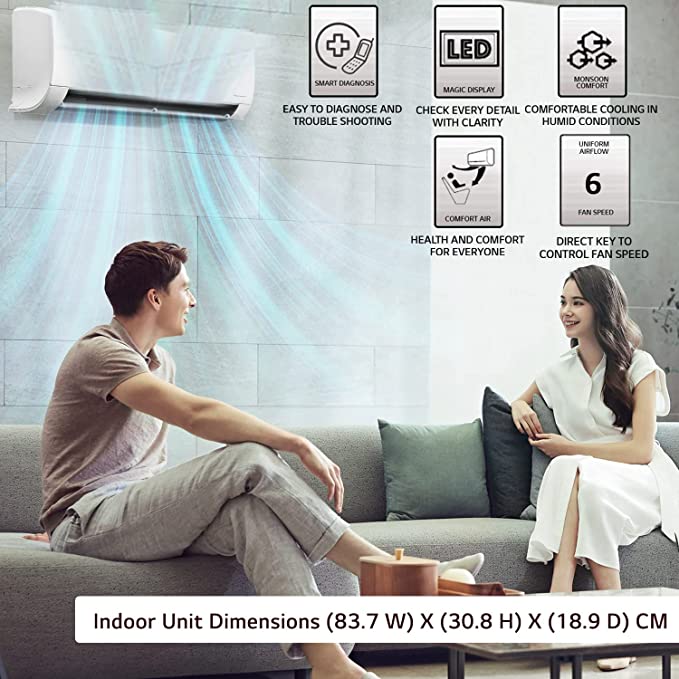 SMART DIAGNOSIS
EASY TO DIAGNOSE AND
TROUBLE SHOOTING
LED
MAGIC DISPLAY
CHECK EVERY DETAIL
WITH CLARITY
MONSOON
COMFORT
COMFORTABLE COOLING IN
HUMID CONDITIONS
COMFORT AIR
HEALTH AND COMFORT
FOR EVERYONE
UNIFORM
AIRFLOW
6
FAN SPEED
DIRECT KEY TO
CONTROL FAN SPEED
Indoor Unit Dimensions (83.7 W) X (30.8 H) X (18.9 D) CM